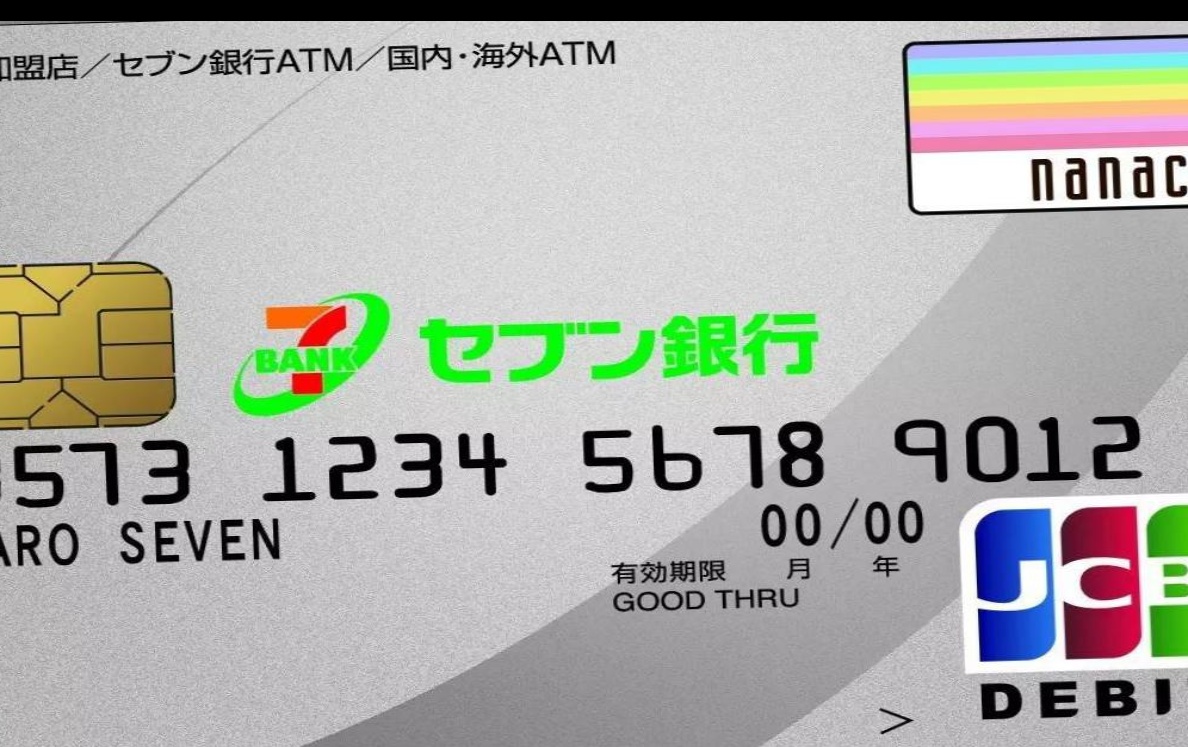 加盟店／セブン銀行ATM／国内・海外ATM
nanac
BANK
セブン銀行
3573 1234 5678 9012
ARO SEVEN
00/00
有効期限 月 年
GOOD THRU
JCB
DEBI
>